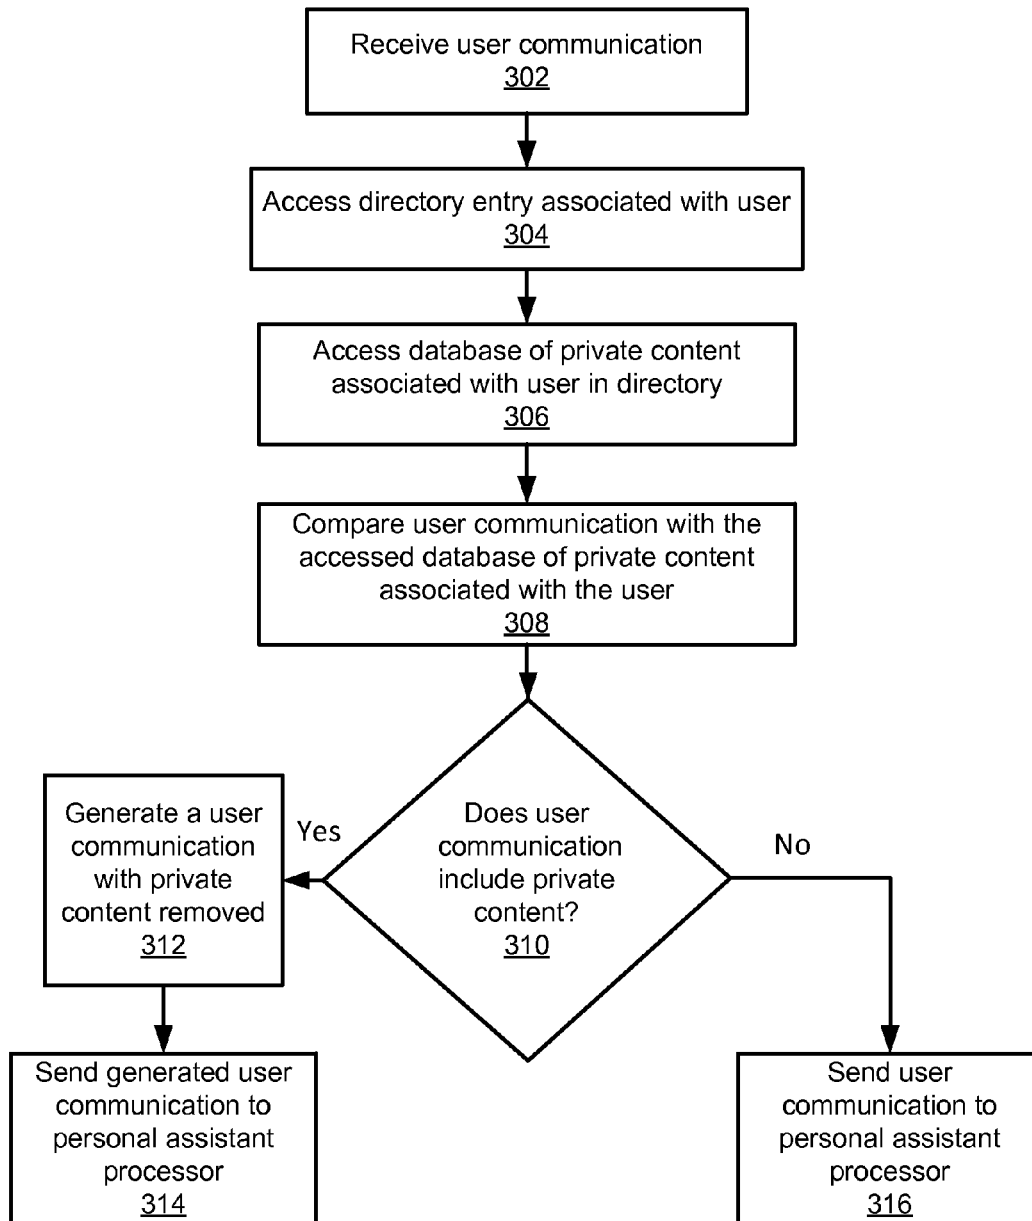 Receive user communication
302
Access directory entry associated with user
304
Access database of private content
associated with user in directory
306
Compare user communication with the
accessed database of private content
associated with the user
308
Does user
communication
include private
content?
310
Yes
No
Generate a user
communication
with private
content removed
312
Send generated user
communication to
personal assistant
processor
314
Send user
communication to
personal assistant
processor
316